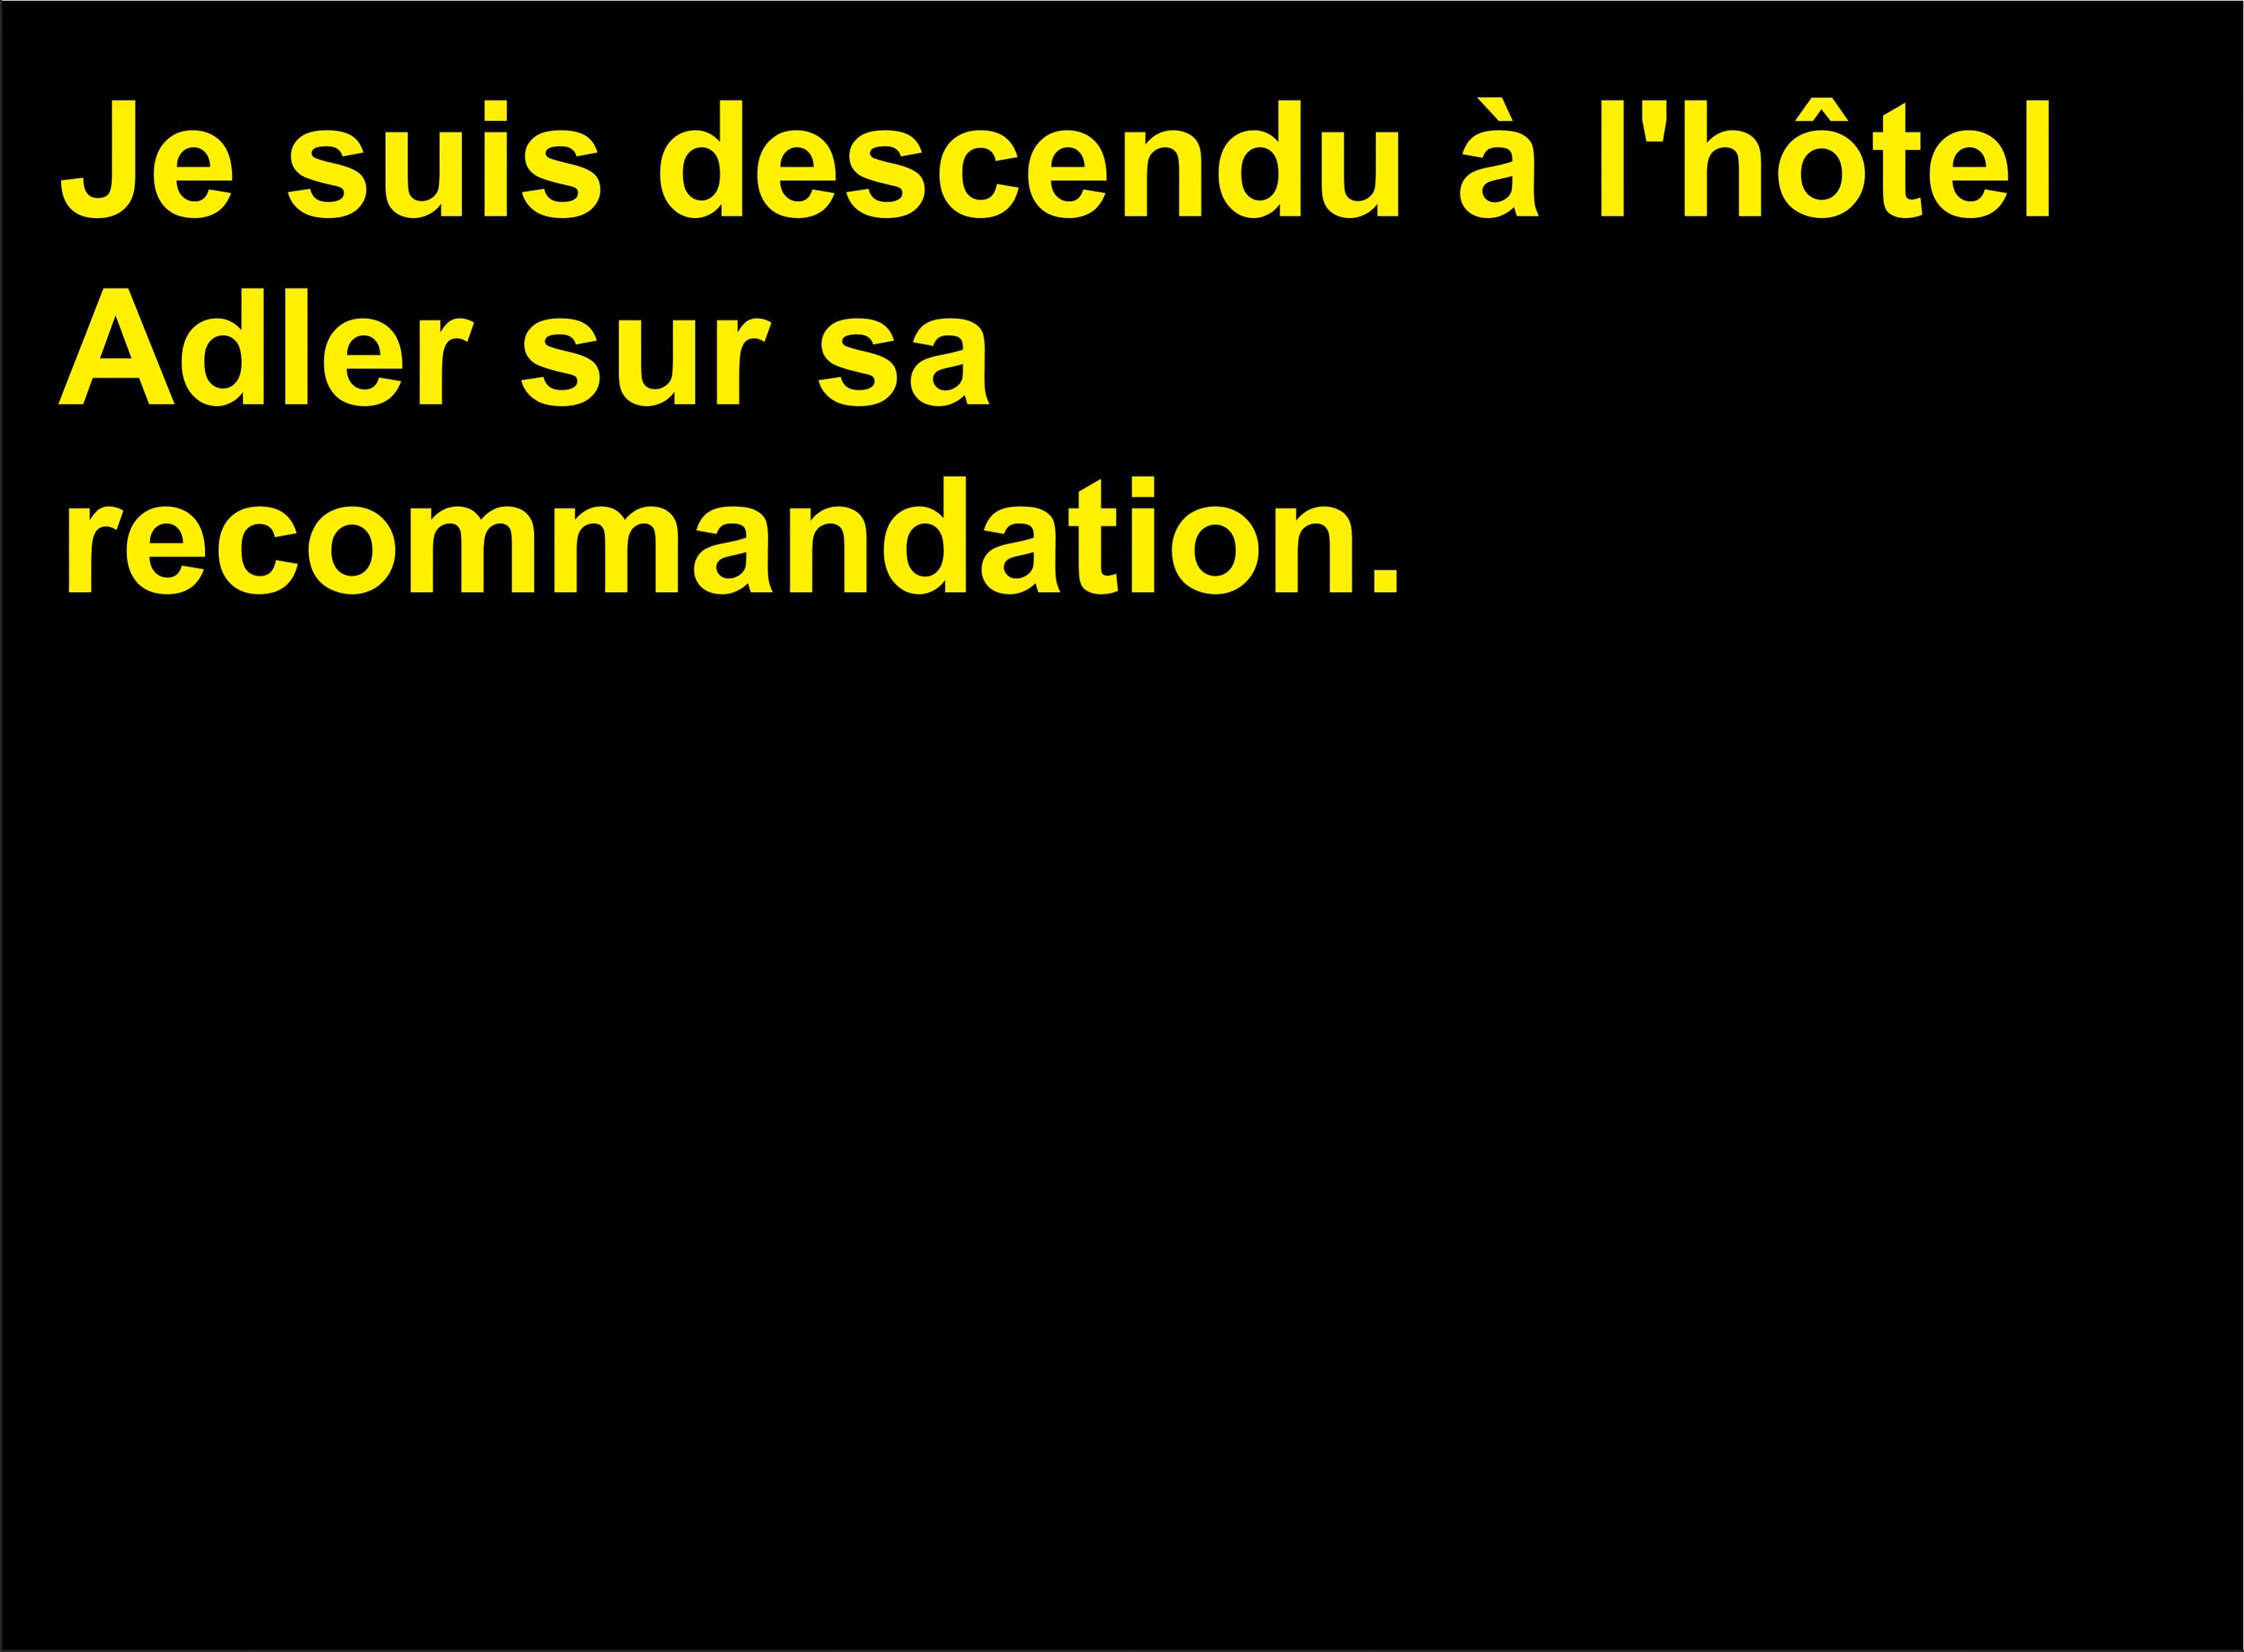 Je suis descendu à l'hôtel
Adler sur sa
recommandation.